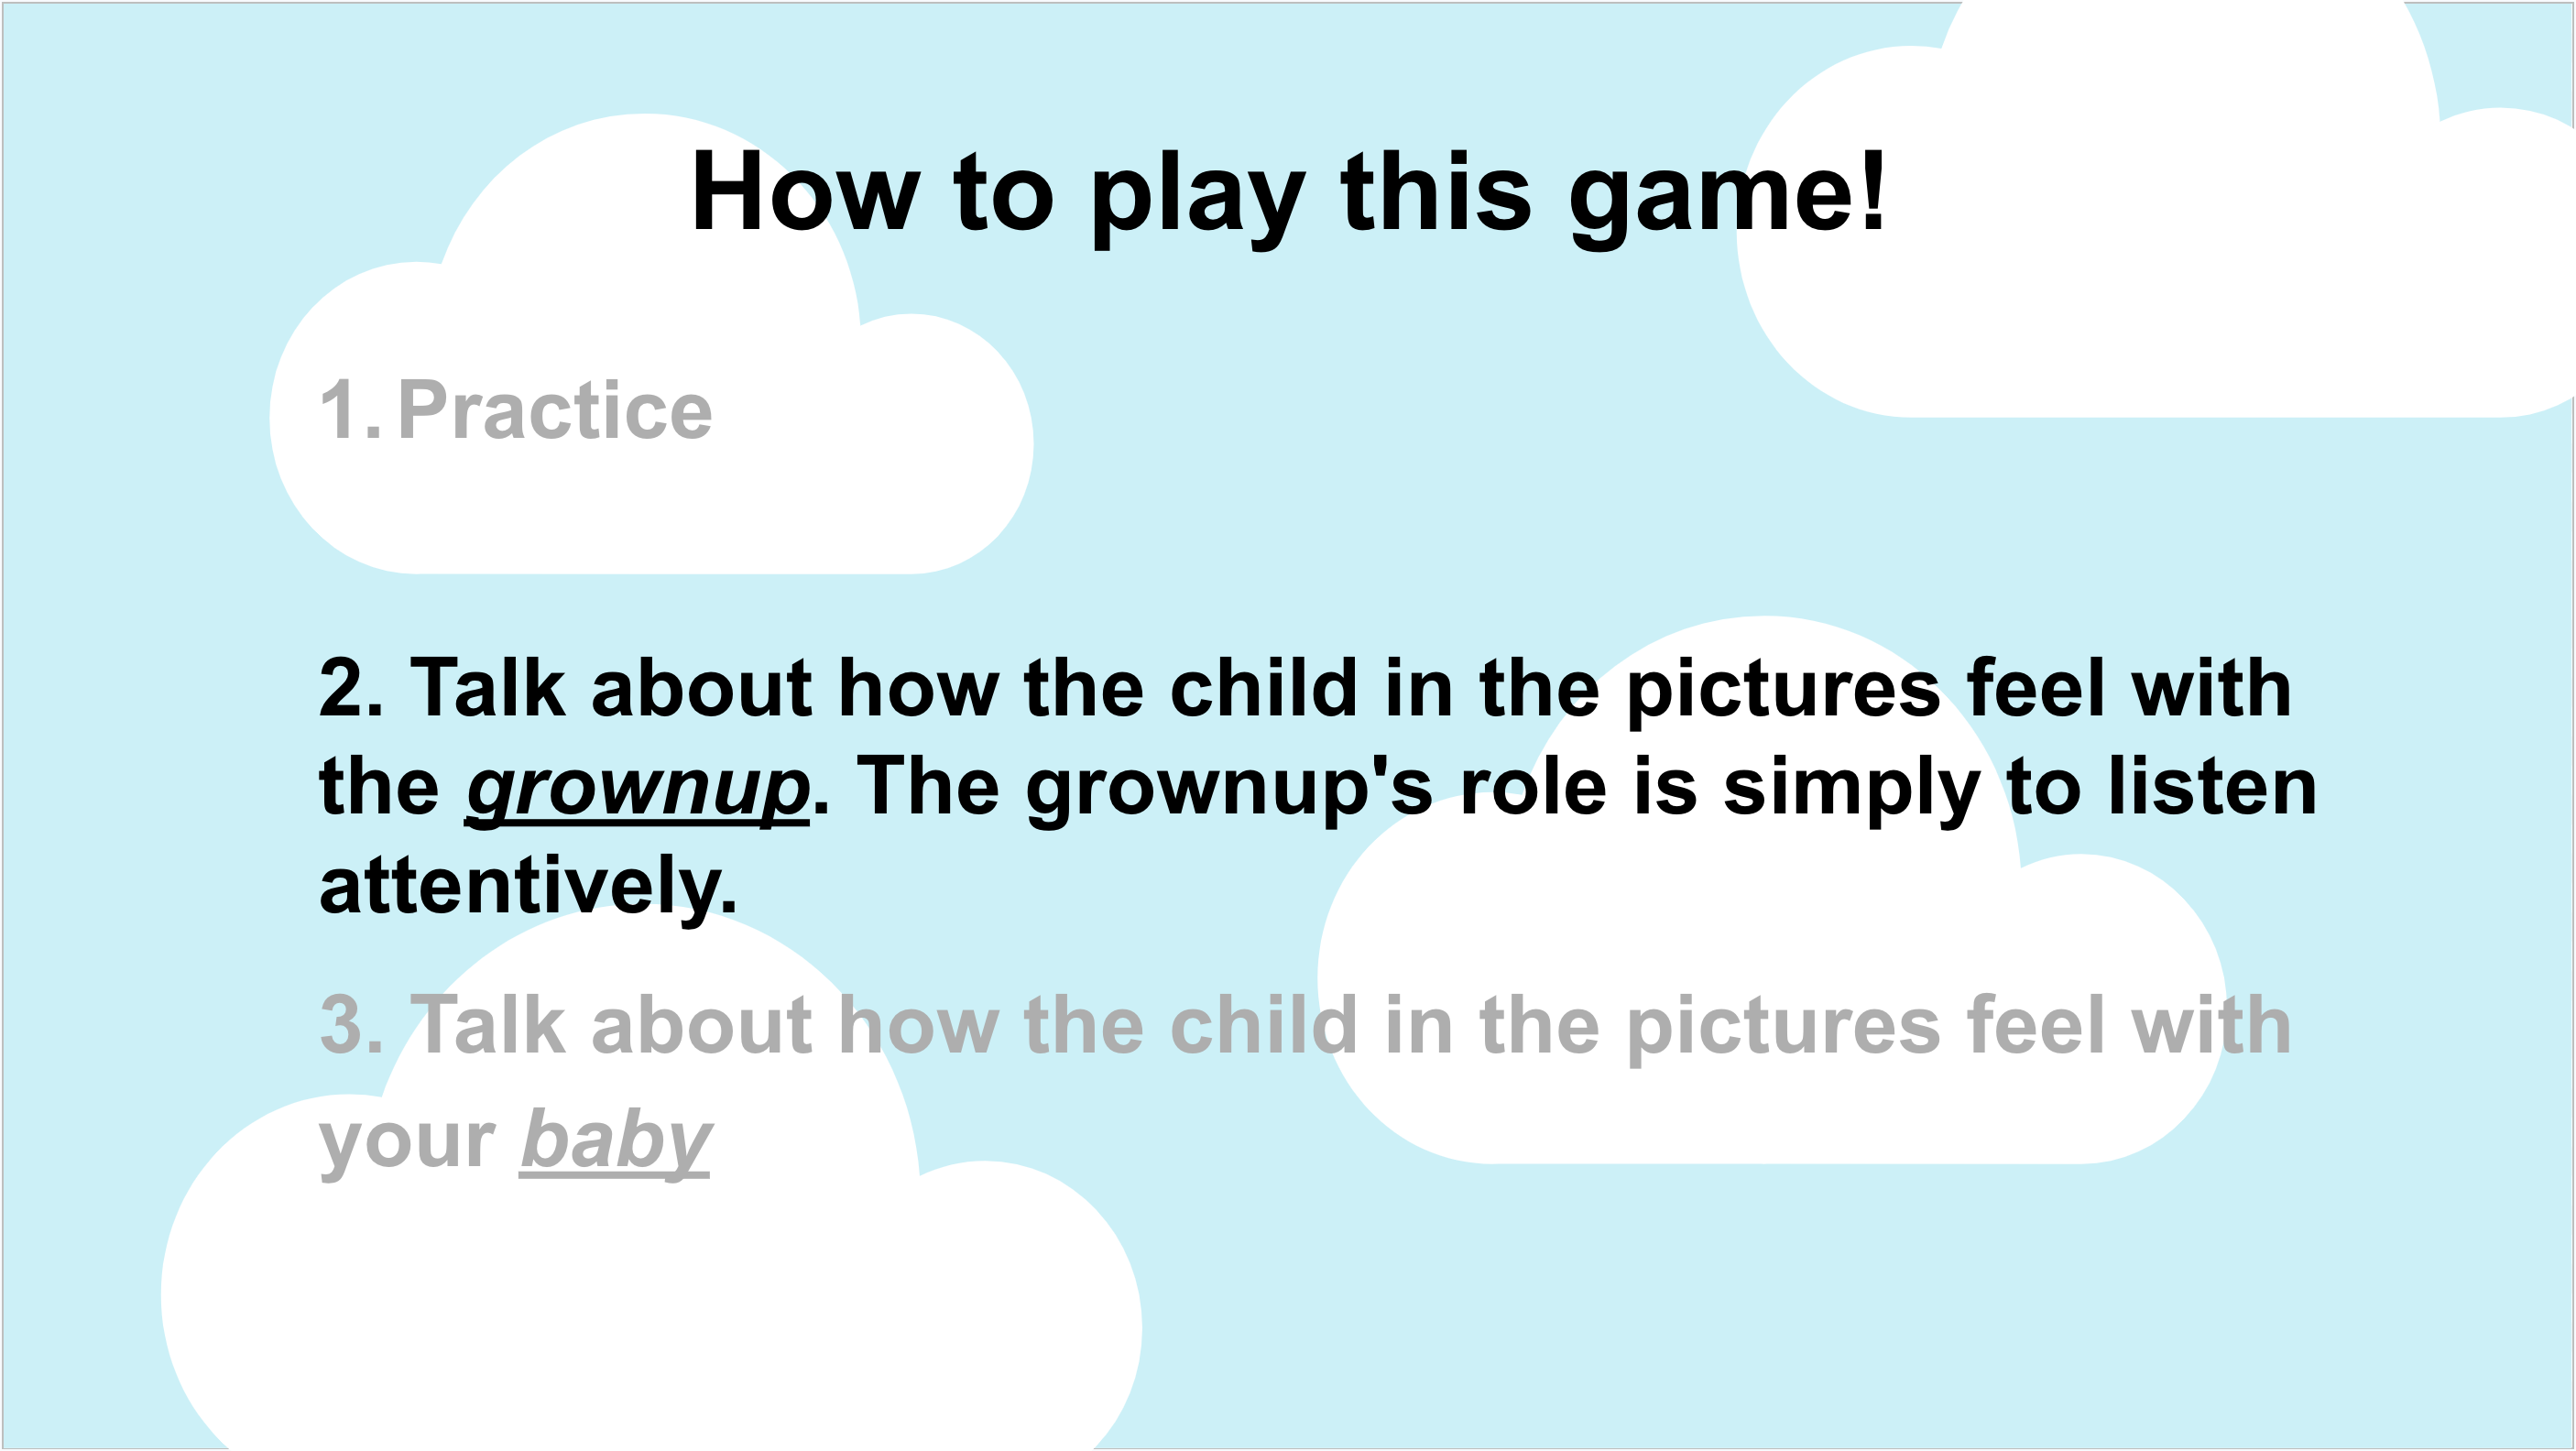 How to play this game!
1. Practice
2. Talk about how the child in the pictures feel with
the grownup. The grownup's role is simply to listen
attentively.
3. Talk about how the child in the pictures feel with
your baby